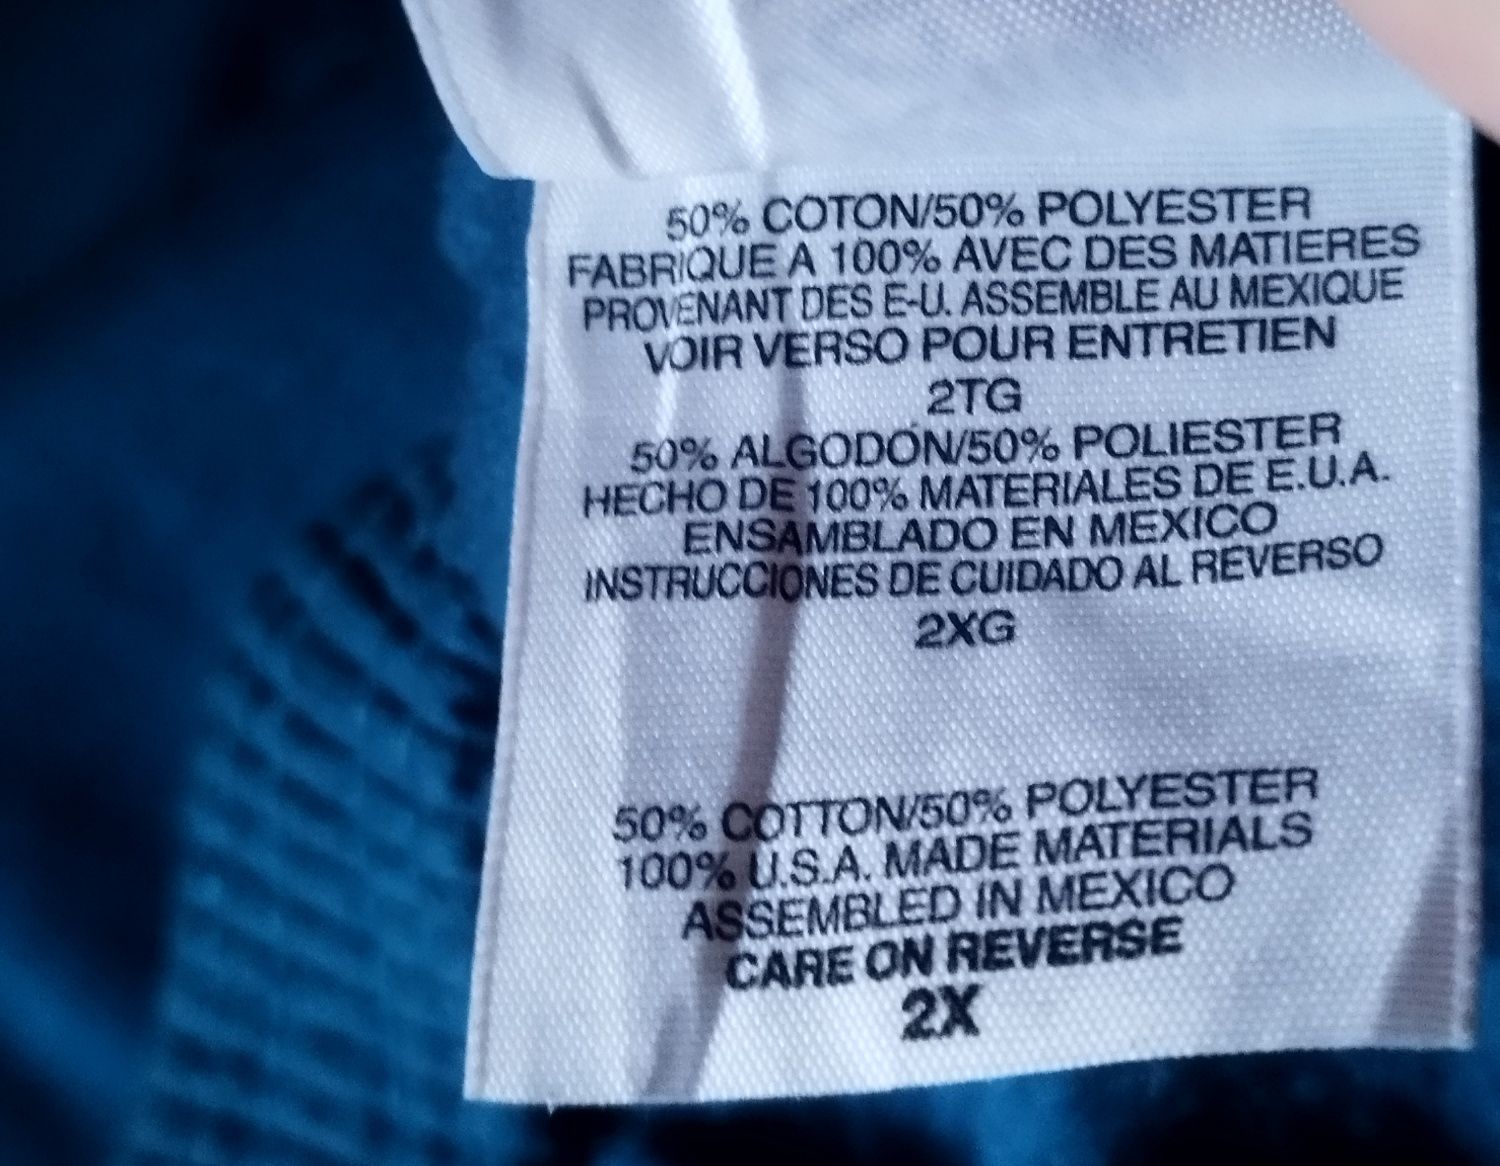 50% COTON/50% POLYESTER
FABRIQUE A 100% AVEC DES MATIERES
PROVENANT DES E-U. ASSEMBLE AU MEXIQUE
VOIR VERSO POUR ENTRETIEN
2TG
50% ALGODÓN/50% POLIESTER
HECHO DE 100% MATERIALES DE E.U.A.
ENSAMBLADO EN MEXICO
INSTRUCCIONES DE CUIDADO AL REVERSO
2XG
50% COTTON/50% POLYESTER
100% U.S.A. MADE MATERIALS
ASSEMBLED IN MEXICO
CARE ON REVERSE
2X